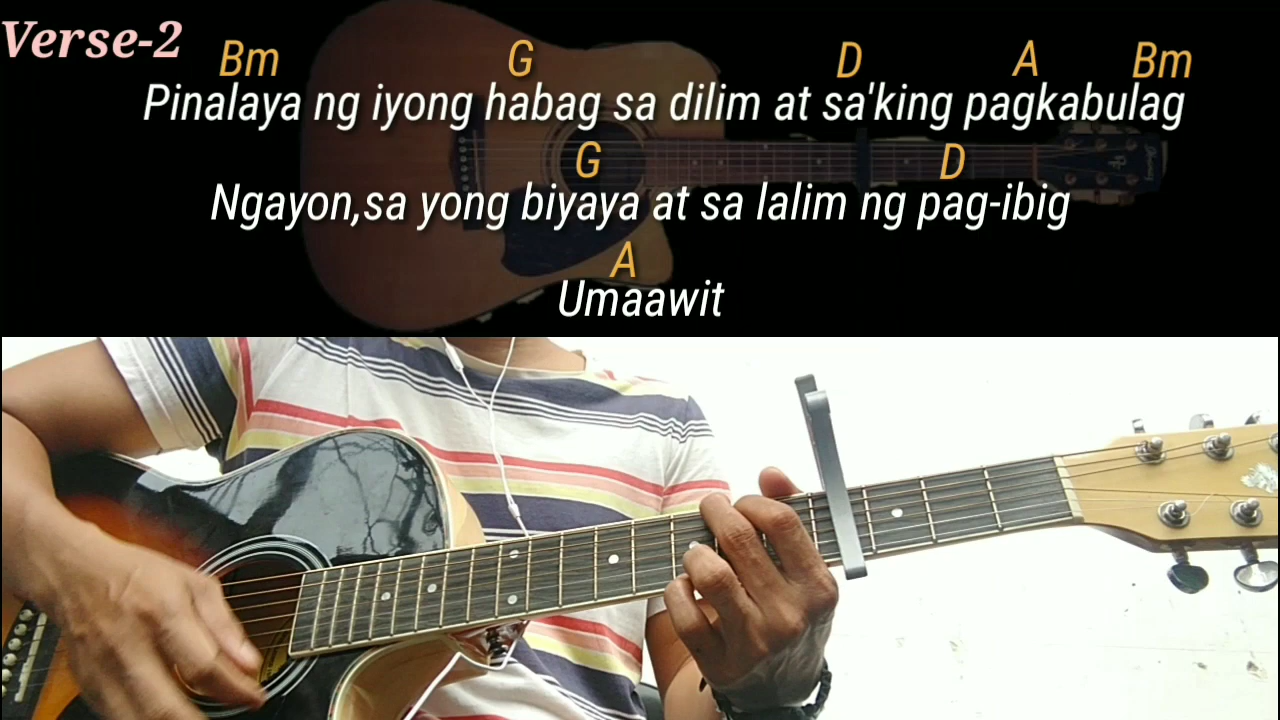 Verse-2
Bm G D A Bm
Pinalaya ng iyong habag sa dilim at sa'king pagkabulag
G D
Ngayon,sa yong biyaya at sa lalim ng pag-ibig
A
Umaawit